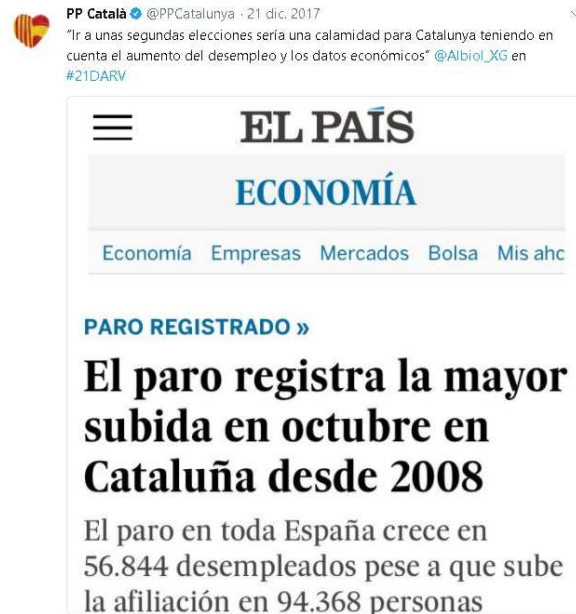 PP Català @PPCatalunya · 21 dic. 2017
"Ir a unas segundas elecciones sería una calamidad para Catalunya teniendo en
cuenta el aumento del desempleo y los datos económicos" @Albiol_XG en
#21DARV
EL PAÍS
ECONOMÍA
Economía Empresas Mercados Bolsa Mis aho
PARO REGISTRADO »
El paro registra la mayor
subida en octubre en
Cataluña desde 2008
El paro en toda España crece en
56.844 desempleados pese a que sube
la afiliación en 94.368 personas